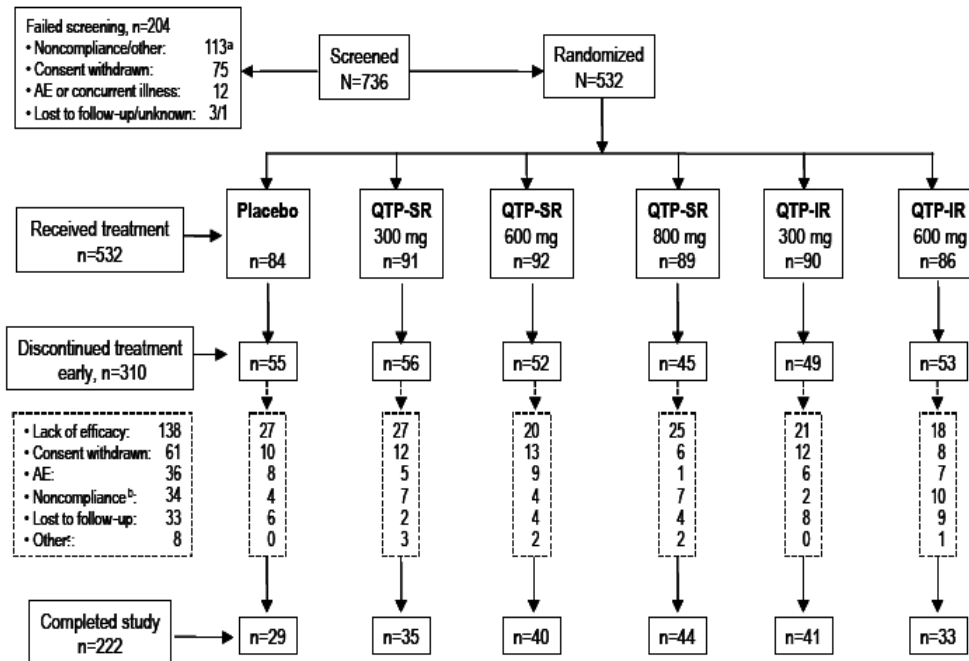 Failed screening, n=204
• Noncompliance/other: 113ª
• Consent withdrawn: 75
• AE or concurrent illness: 12
• Lost to follow-up/unknown: 3/1
Screened
N=736
Randomized
N=532
Received treatment
n=532
Placebo
n=84
QTP-SR
300 mg
n=91
QTP-SR
600 mg
n=92
QTP-SR
800 mg
n=89
QTP-IR
300 mg
n=90
QTP-IR
600 mg
n=86
Discontinued treatment
early, n=310
n=55
n=56
n=52
n=45
n=49
n=53
• Lack of efficacy: 138 27 27 20 25 21 18
• Consent withdrawn: 61 10 12 13 6 12 8
• AE: 36 8 5 9 1 6 7
• Noncompliance ᵇ: 34 4 7 4 7 2 10
• Lost to follow-up: 33 6 2 4 4 8 9
• Otherᶜ: 8 0 3 2 2 0 1
Completed study
n=222
n=29
n=35
n=40
n=44
n=41
n=33